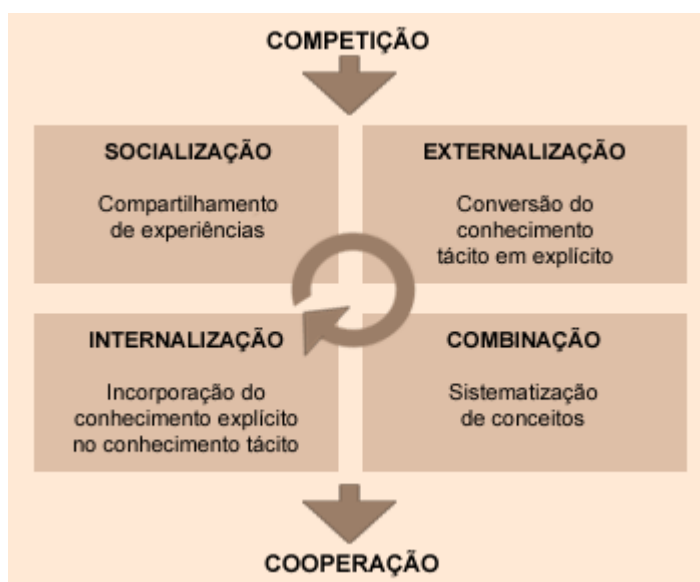 COMPETIÇÃO
SOCIALIZAÇÃO
Compartilhamento
de experiências
EXTERNALIZAÇÃO
Conversão do
conhecimento
tácito em explícito
INTERNALIZAÇÃO
Incorporação do
conhecimento explícito
no conhecimento tácito
COMBINAÇÃO
Sistematização
de conceitos
COOPERAÇÃO